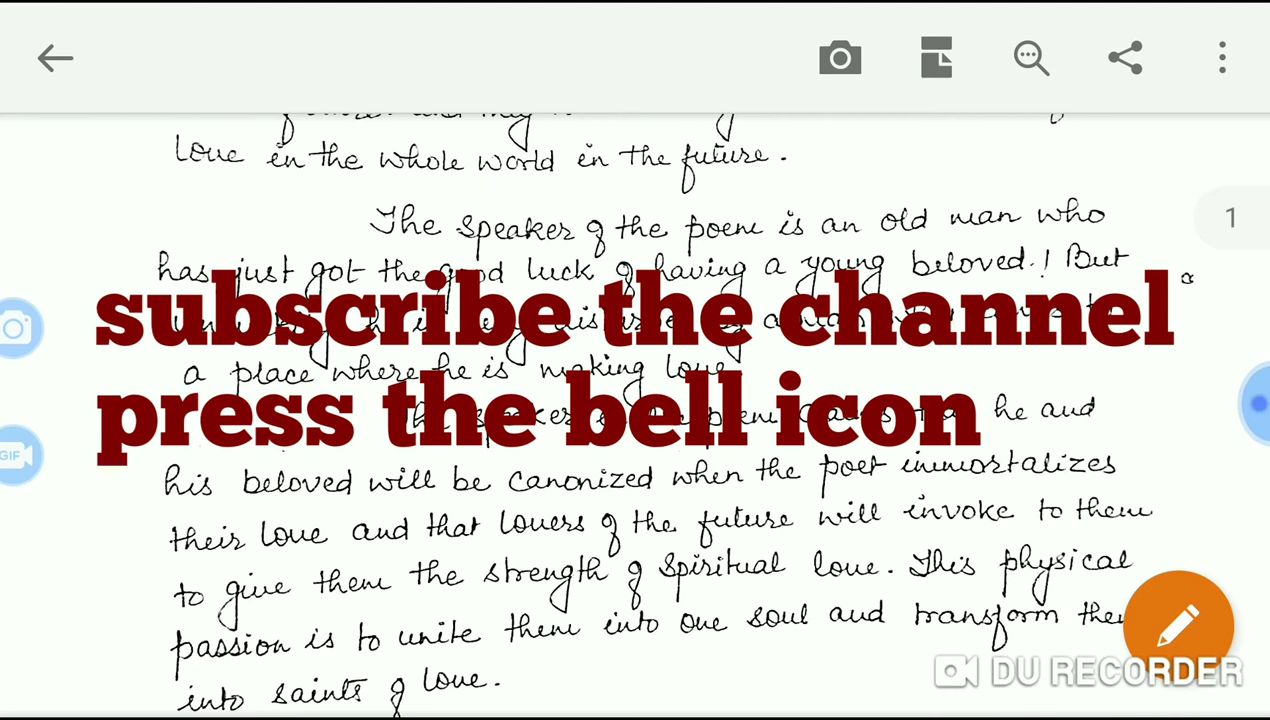 1
love in the whole world in the future.
The speaker of the poem is an old man who
has just got the good luck of having a young beloved! But
subscribe the channel
a place where he is making love
press the bell icon
he and
his beloved will be canonized when the poet immortalizes
their love and that lovers of the future will invoke to them
to give them the strength of spiritual love. This physical
passion is to unite them into one soul and transform them
into saints of love.
GIF
DU RECORDER